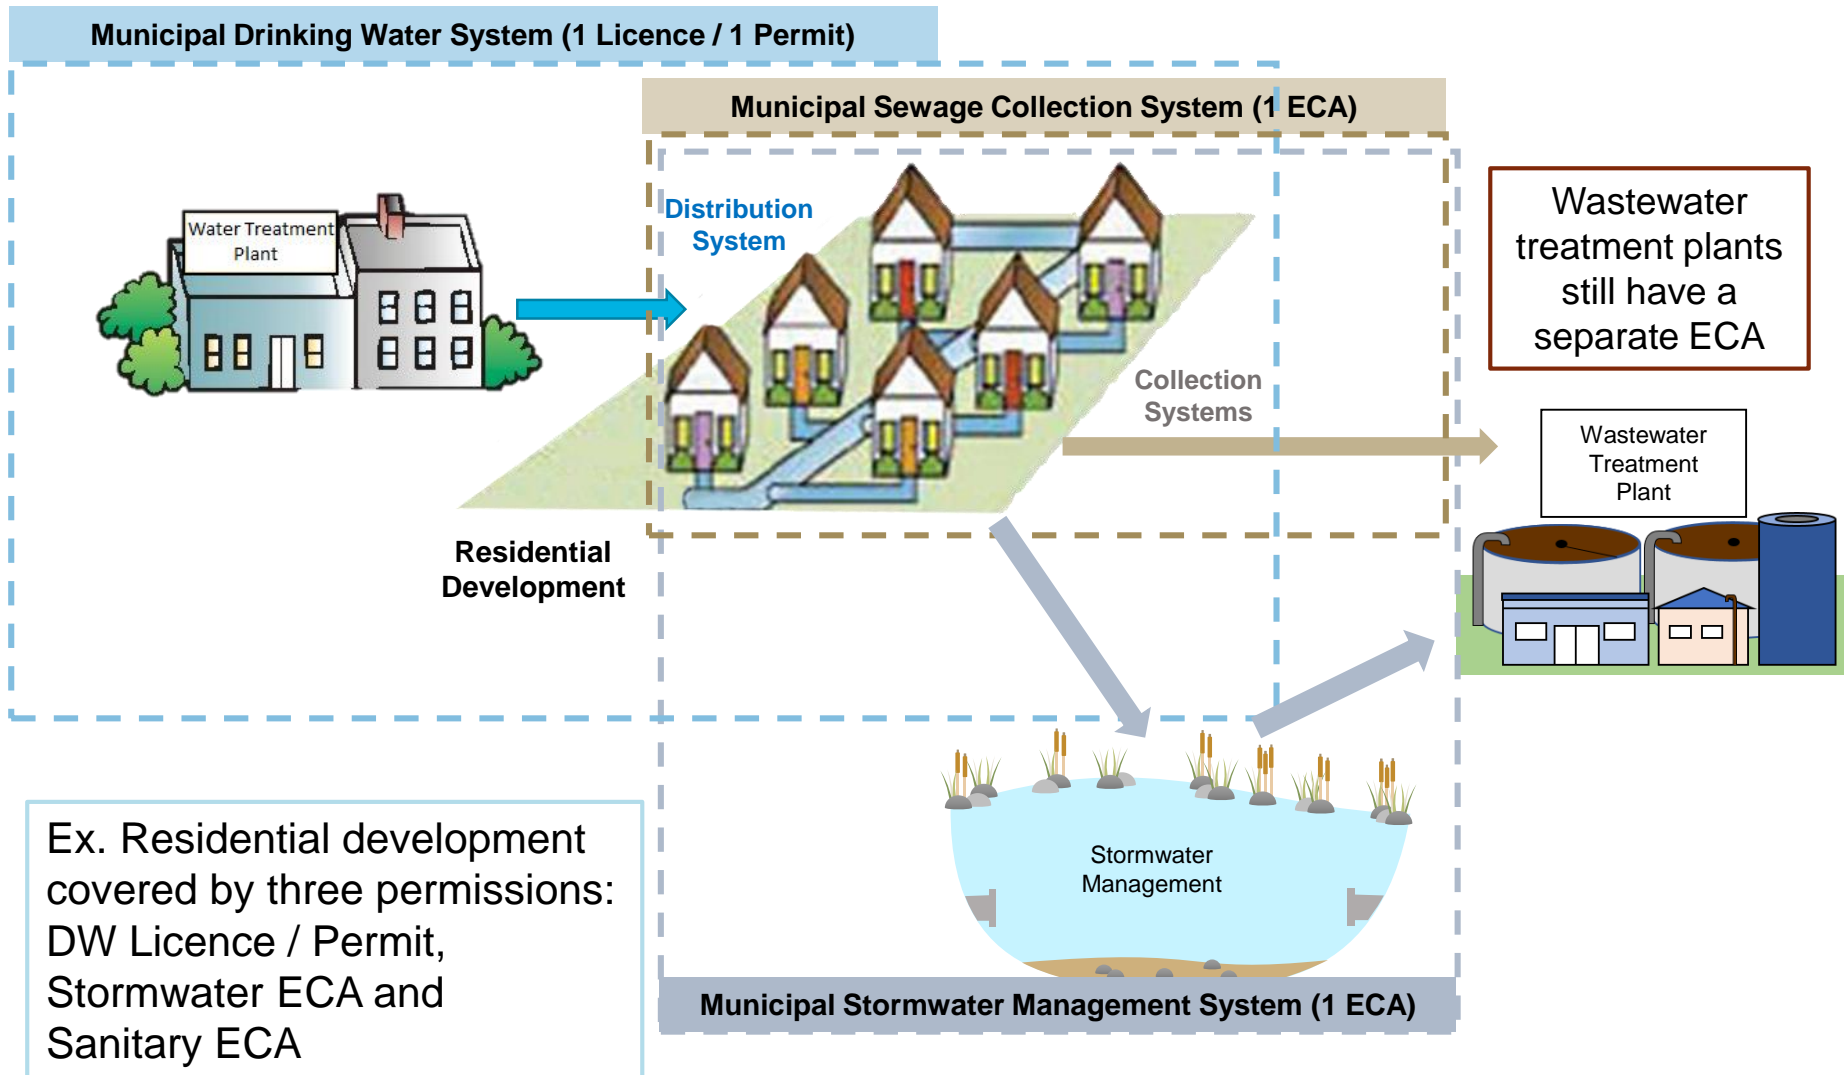 Municipal Drinking Water System (1 Licence / 1 Permit)
Municipal Sewage Collection System (1 ECA)
Water Treatment
Plant
Distribution
System
Wastewater
treatment plants
still have a
separate ECA
Collection
Systems
Wastewater
Treatment
Plant
Residential
Development
Stormwater
Management
Ex. Residential development
covered by three permissions:
DW Licence / Permit,
Stormwater ECA and
Sanitary ECA
Municipal Stormwater Management System (1 ECA)